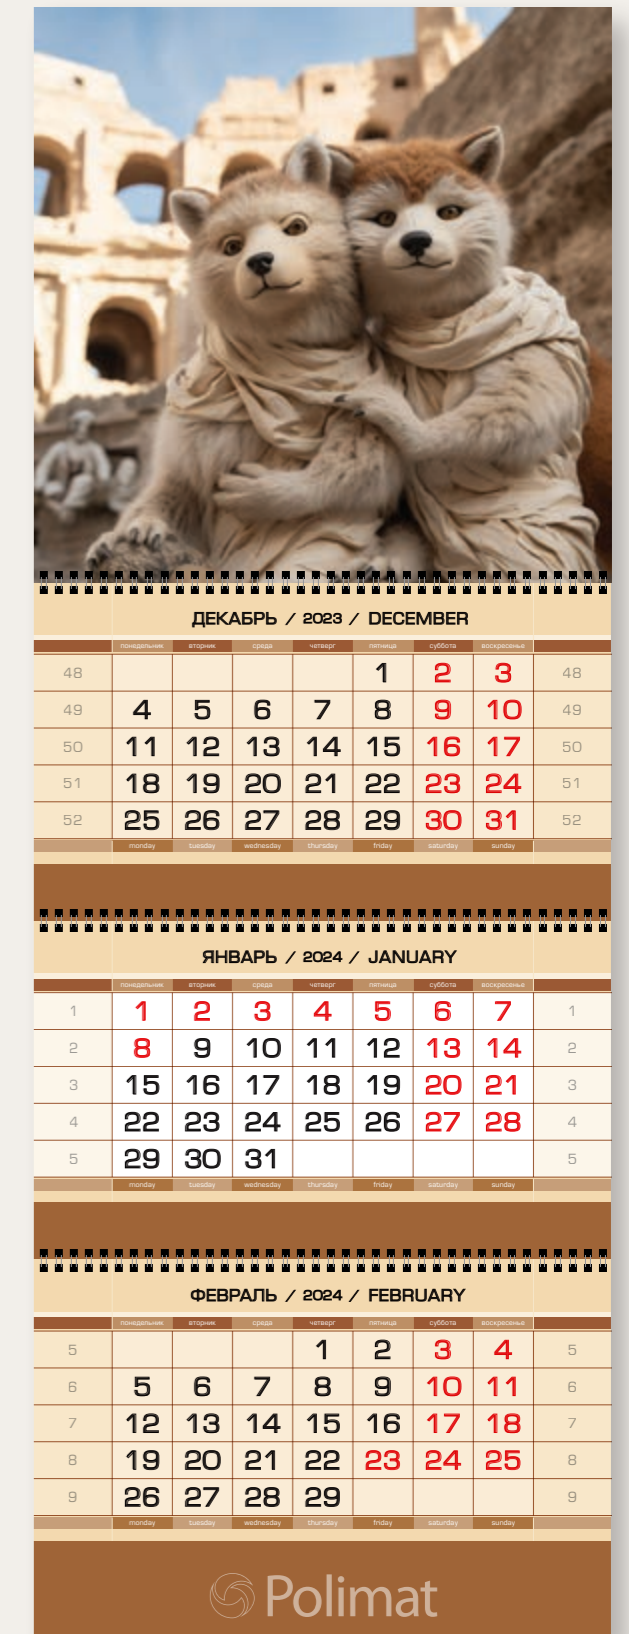 ДЕКАБРЬ / 2023 / DECEMBER
понедельник вторник среда четверг пятница суббота воскресенье
48 1 2 3 48
49 4 5 6 7 8 9 10 49
50 11 12 13 14 15 16 17 50
51 18 19 20 21 22 23 24 51
52 25 26 27 28 29 30 31 52
monday tuesday wednesday thursday friday saturday sunday
ЯНВАРЬ / 2024 / JANUARY
понедельник вторник среда четверг пятница суббота воскресенье
1 1 2 3 4 5 6 7 1
2 8 9 10 11 12 13 14 2
3 15 16 17 18 19 20 21 3
4 22 23 24 25 26 27 28 4
5 29 30 31 5
monday tuesday wednesday thursday friday saturday sunday
ФЕВРАЛЬ / 2024 / FEBRUARY
понедельник вторник среда четверг пятница суббота воскресенье
5 1 2 3 4 5
6 5 6 7 8 9 10 11 6
7 12 13 14 15 16 17 18 7
8 19 20 21 22 23 24 25 8
9 26 27 28 29 9
monday tuesday wednesday thursday friday saturday sunday
Polimat